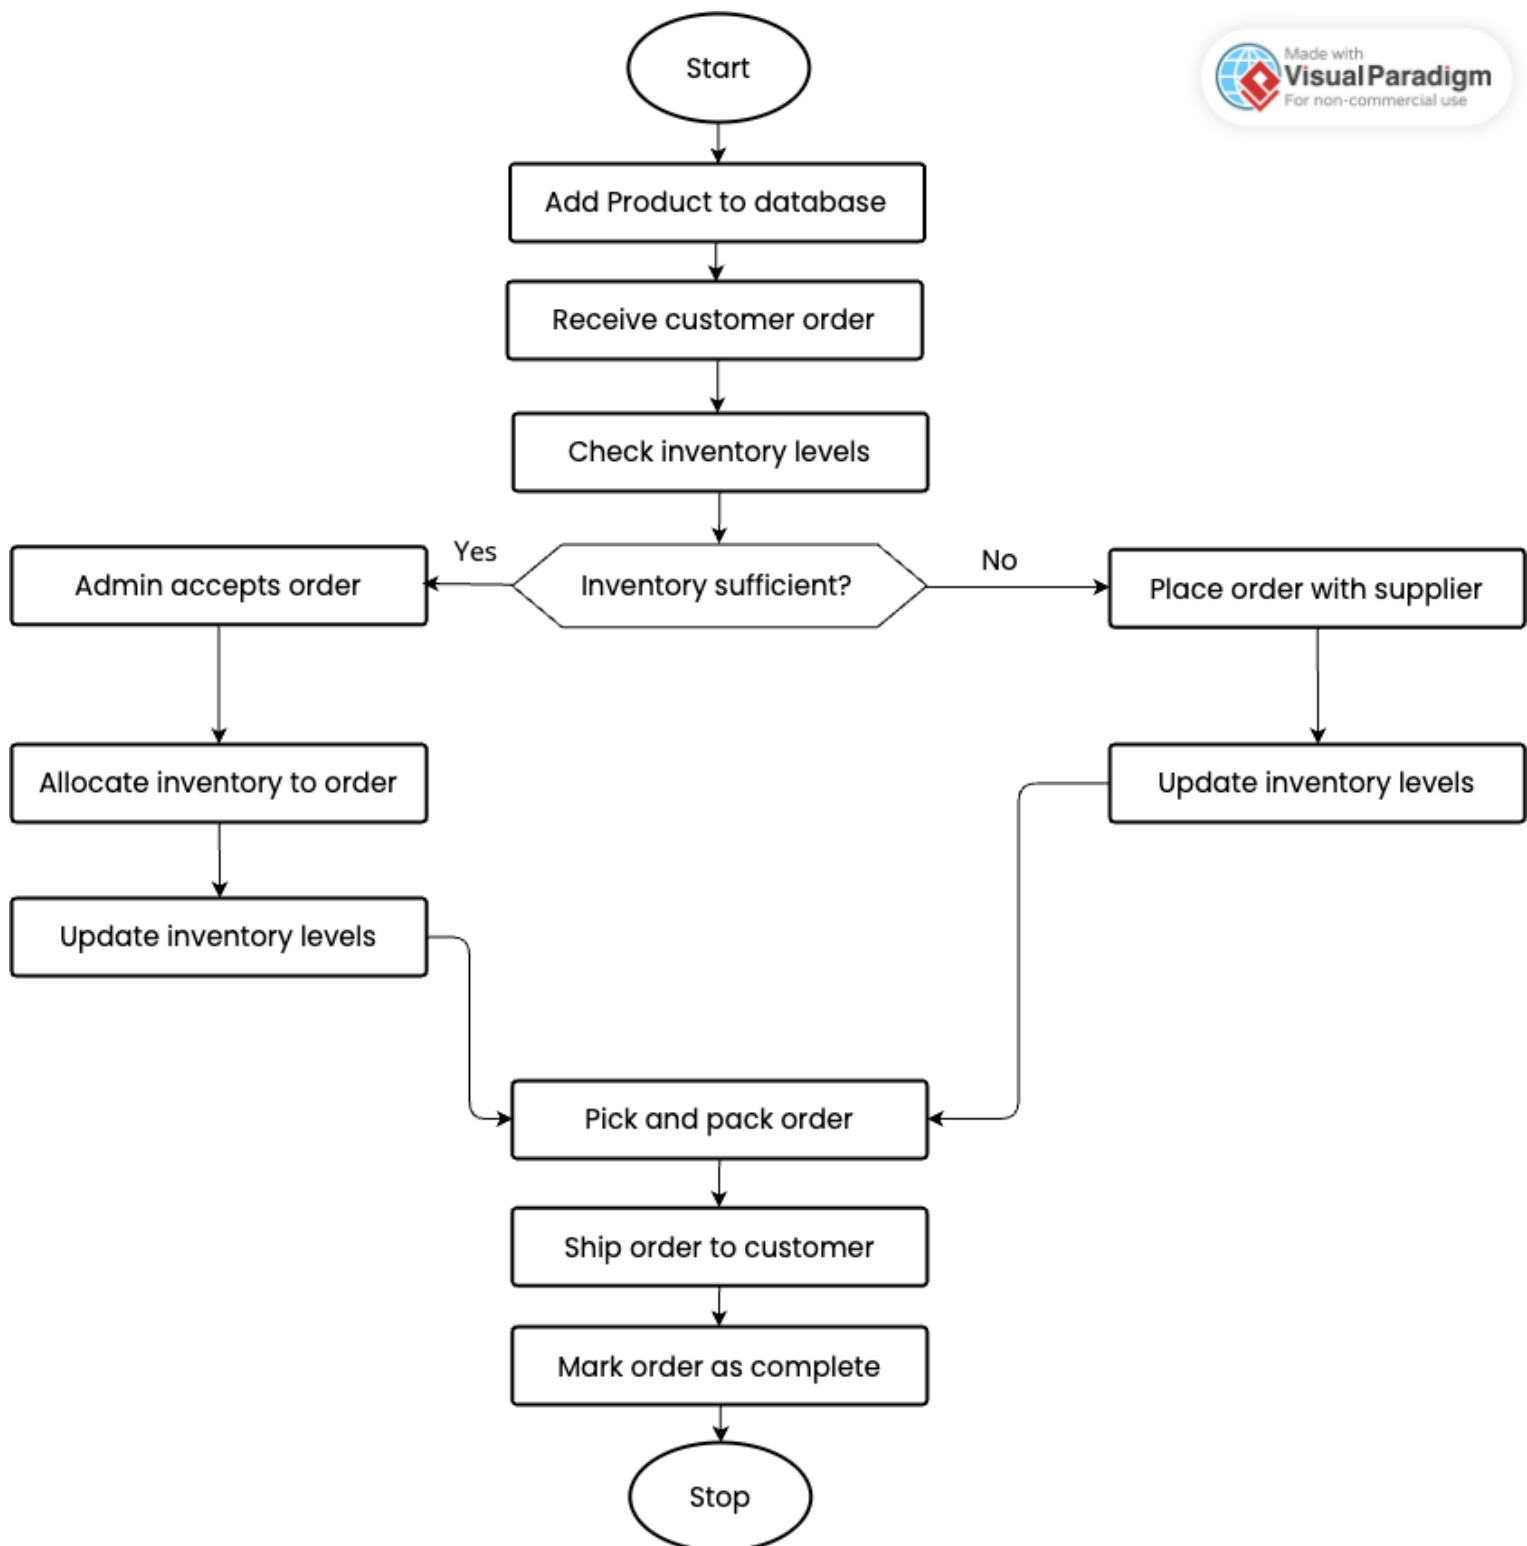 Start
Made with
Visual Paradigm
For non-commercial use
Add Product to database
Receive customer order
Check inventory levels
Yes
No
Admin accepts order
Inventory sufficient?
Place order with supplier
Allocate inventory to order
Update inventory levels
Update inventory levels
Pick and pack order
Ship order to customer
Mark order as complete
Stop